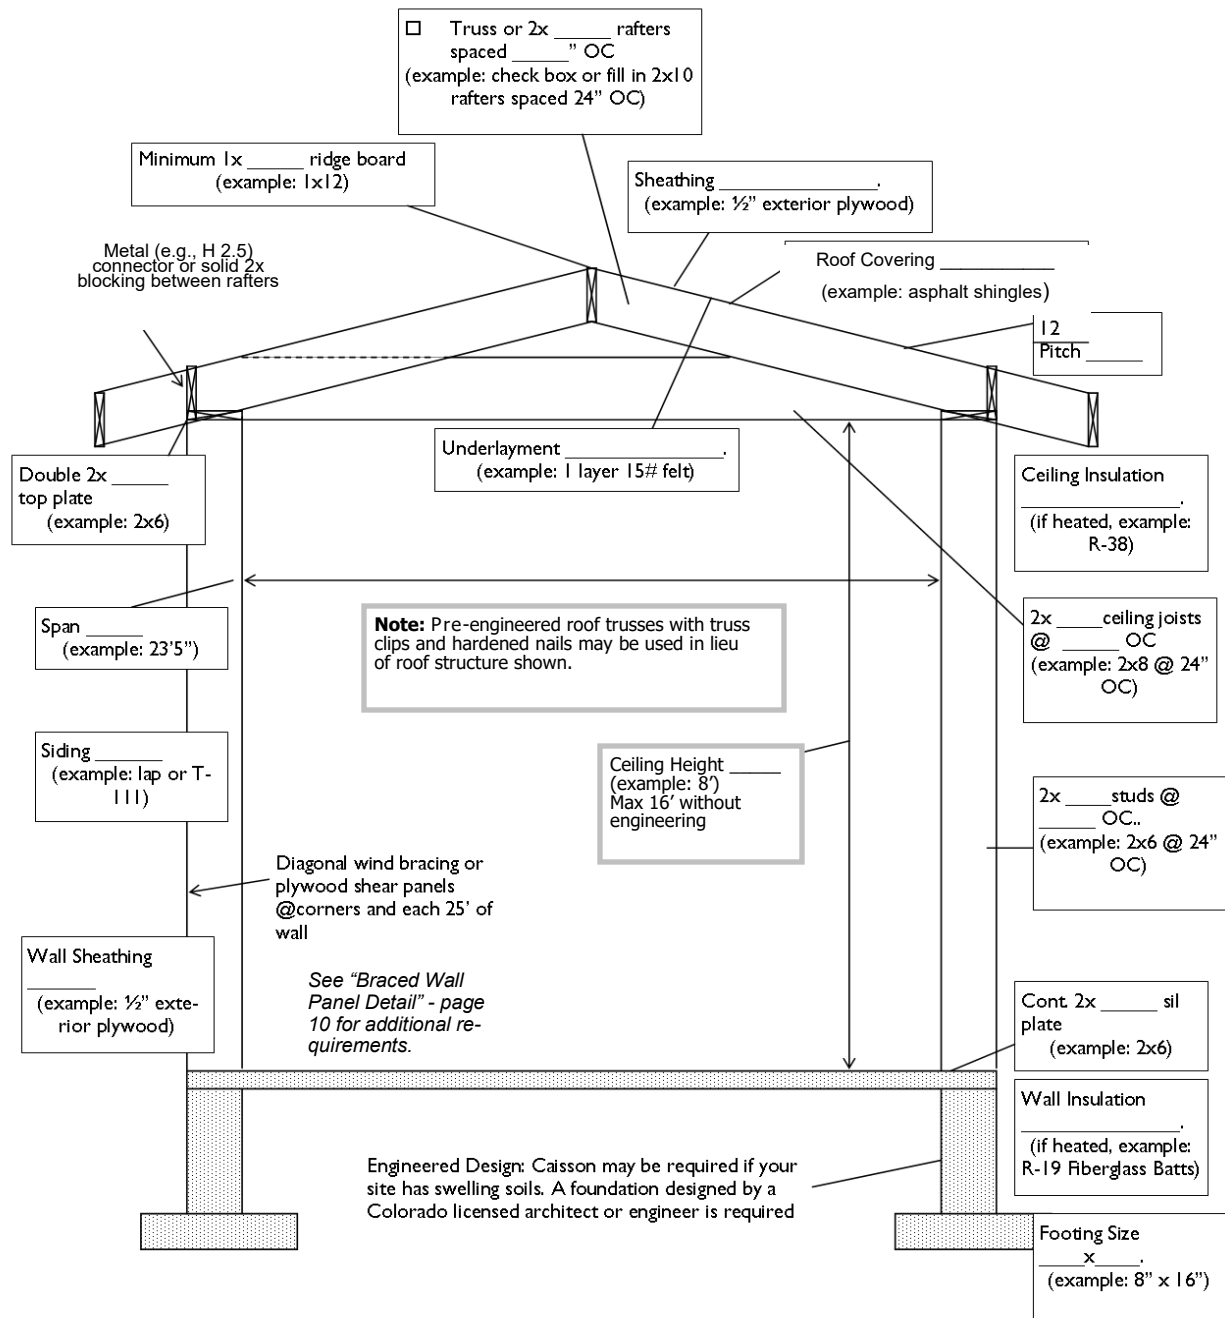 ☐ Truss or 2x ______ rafters
spaced ______” OC
(example: check box or fill in 2x10
rafters spaced 24” OC)
Minimum 1x ______ ridge board
(example: 1x12)
Sheathing _________________.
(example: ½” exterior plywood)
Metal (e.g., H 2.5)
connector or solid 2x
blocking between rafters
Roof Covering ___________
(example: asphalt shingles)
12
Pitch ______
Underlayment _________________.
(example: 1 layer 15# felt)
Double 2x ______
top plate
(example: 2x6)
Ceiling Insulation
_________________.
(if heated, example:
R-38)
Span ______
(example: 23’5”)
Note: Pre-engineered roof trusses with truss
clips and hardened nails may be used in lieu
of roof structure shown.
2x _____ceiling joists
@ ______ OC
(example: 2x8 @ 24”
OC)
Siding _______
(example: lap or T-
111)
Ceiling Height _____
(example: 8’)
Max 16’ without
engineering
2x _____studs @
______ OC..
(example: 2x6 @ 24”
OC)
Diagonal wind bracing or
plywood shear panels
@corners and each 25’ of
wall
Wall Sheathing
_______
(example: ½” exte-
rior plywood)
See “Braced Wall
Panel Detail” - page
10 for additional re-
quirements.
Cont. 2x ______ sil
plate
(example: 2x6)
Wall Insulation
_________________.
(if heated, example:
R-19 Fiberglass Batts)
Engineered Design: Caisson may be required if your
site has swelling soils. A foundation designed by a
Colorado licensed architect or engineer is required
Footing Size
_____x_____.
(example: 8” x 16”)